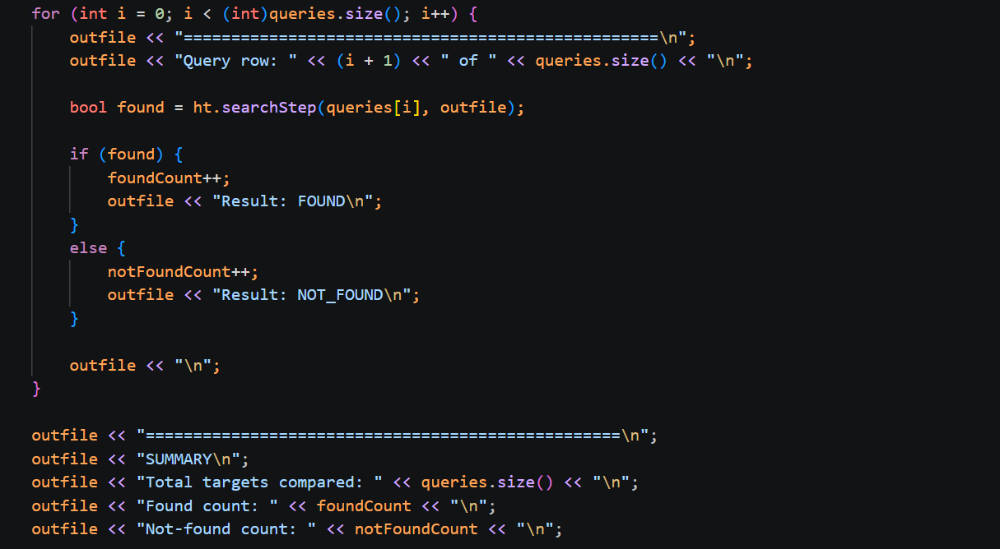 for (int i = 0; i < (int)queries.size(); i++) {
outfile << "==================================================\n";
outfile << "Query row: " << (i + 1) << " of " << queries.size() << "\n";
bool found = ht.searchStep(queries[i], outfile);
if (found) {
foundCount++;
outfile << "Result: FOUND\n";
}
else {
notFoundCount++;
outfile << "Result: NOT_FOUND\n";
}
outfile << "\n";
}
outfile << "==================================================\n";
outfile << "SUMMARY\n";
outfile << "Total targets compared: " << queries.size() << "\n";
outfile << "Found count: " << foundCount << "\n";
outfile << "Not-found count: " << notFoundCount << "\n";